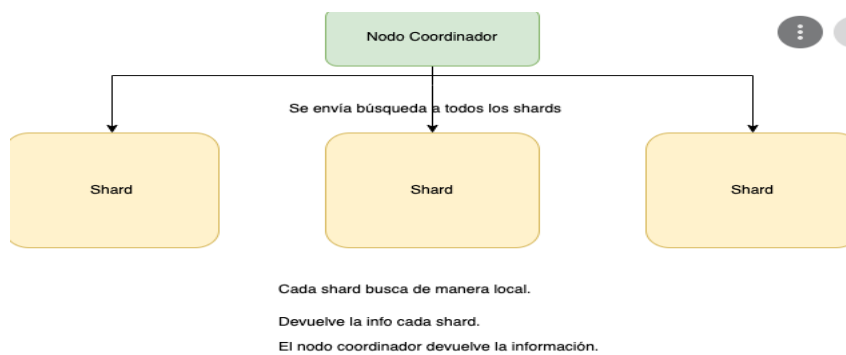 Nodo Coordinador
Se envía búsqueda a todos los shards
Shard
Shard
Shard
Cada shard busca de manera local.
Devuelve la info cada shard.
El nodo coordinador devuelve la información.